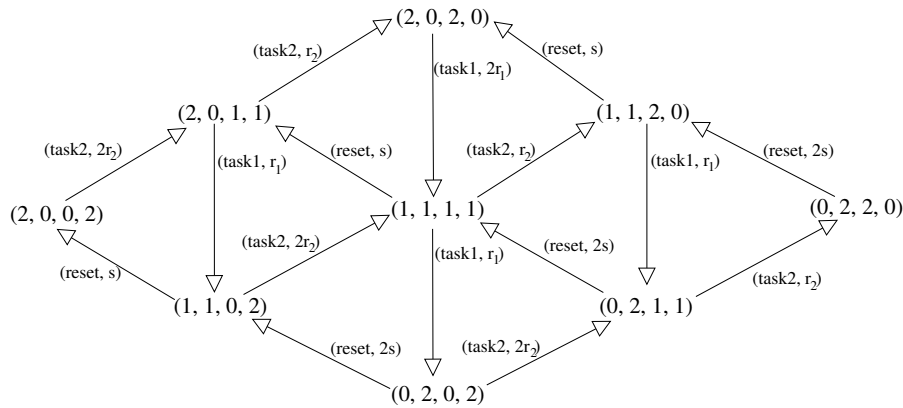 (2, 0, 2, 0)
(task2, r₂)
(reset, s)
(task1, 2r₁)
(2, 0, 1, 1)
(1, 1, 2, 0)
(task2, 2r₂)
(task1, r₁)
(reset, s)
(task2, r₂)
(task1, r₁)
(reset, 2s)
(2, 0, 0, 2)
(1, 1, 1, 1)
(0, 2, 2, 0)
(task2, 2r₂)
(task1, r₁)
(reset, 2s)
(reset, s)
(task2, r₂)
(1, 1, 0, 2)
(0, 2, 1, 1)
(reset, 2s)
(task2, 2r₂)
(0, 2, 0, 2)